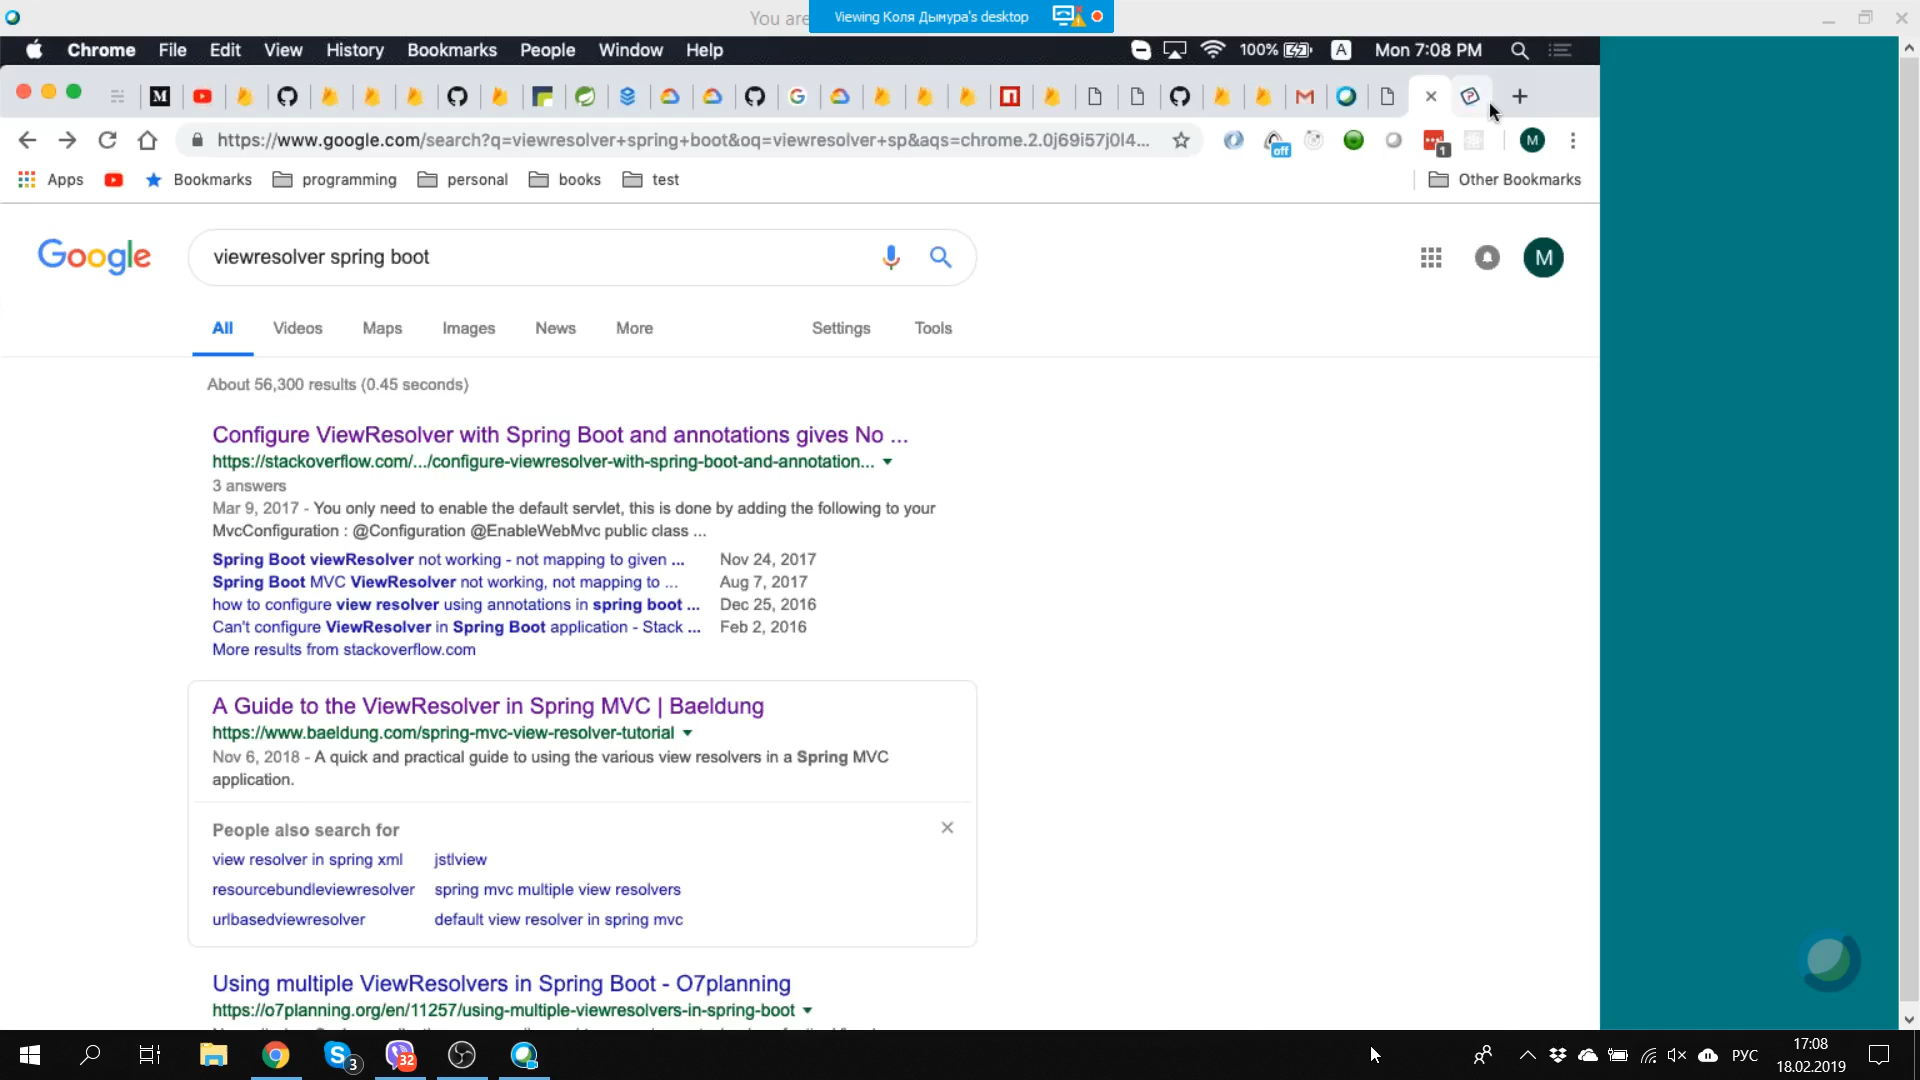 You are
Viewing Коля Дымура's desktop
Chrome File Edit View History Bookmarks People Window Help
100% A Mon 7:08 PM
https://www.google.com/search?q=viewresolver+spring+boot&oq=viewresolver+sp&aqs=chrome.2.0j69i57j0l4...
off
1
M
Apps Bookmarks programming personal books test Other Bookmarks
Google
viewresolver spring boot
M
All Videos Maps Images News More Settings Tools
About 56,300 results (0.45 seconds)
Configure ViewResolver with Spring Boot and annotations gives No ...
https://stackoverflow.com/.../configure-viewresolver-with-spring-boot-and-annotation...
3 answers
Mar 9, 2017 - You only need to enable the default servlet, this is done by adding the following to your
MvcConfiguration : @Configuration @EnableWebMvc public class ...
Spring Boot viewResolver not working - not mapping to given ... Nov 24, 2017
Spring Boot MVC ViewResolver not working, not mapping to ... Aug 7, 2017
how to configure view resolver using annotations in spring boot ... Dec 25, 2016
Can't configure ViewResolver in Spring Boot application - Stack ... Feb 2, 2016
More results from stackoverflow.com
A Guide to the ViewResolver in Spring MVC | Baeldung
https://www.baeldung.com/spring-mvc-view-resolver-tutorial
Nov 6, 2018 - A quick and practical guide to using the various view resolvers in a Spring MVC
application.
People also search for
view resolver in spring xml jstlview
resourcebundleviewresolver spring mvc multiple view resolvers
urlbasedviewresolver default view resolver in spring mvc
Using multiple ViewResolvers in Spring Boot - O7planning
https://o7planning.org/en/11257/using-multiple-viewresolvers-in-spring-boot
3
32
РУС
17:08
18.02.2019